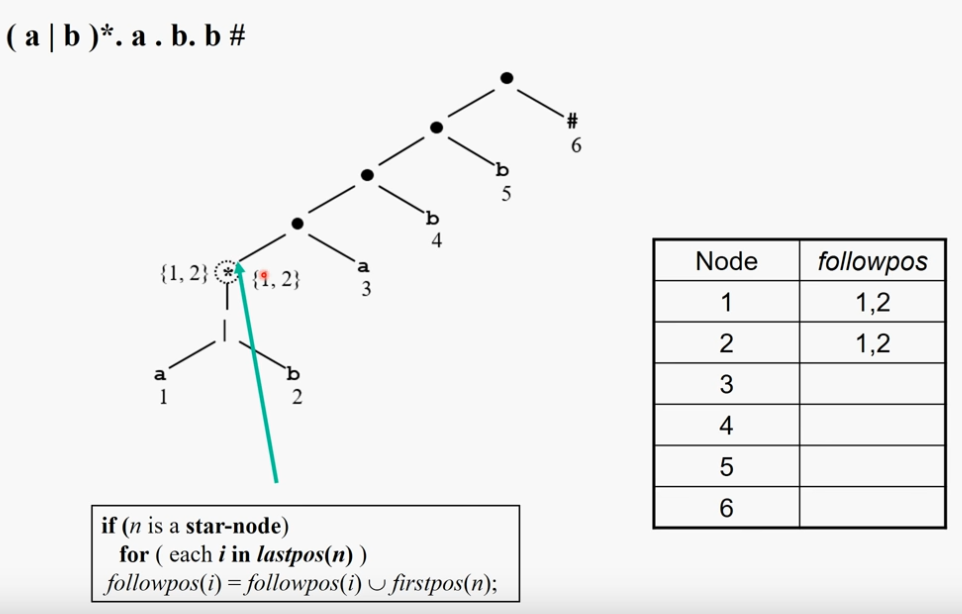 ( a | b )*. a . b. b #
#
6
b
5
b
4
a
3
{1, 2} * {1, 2}
|
a
1
b
2
Node followpos
1 1,2
2 1,2
3
4
5
6
if (n is a star-node)
for ( each i in lastpos(n) )
followpos(i) = followpos(i) ∪ firstpos(n);